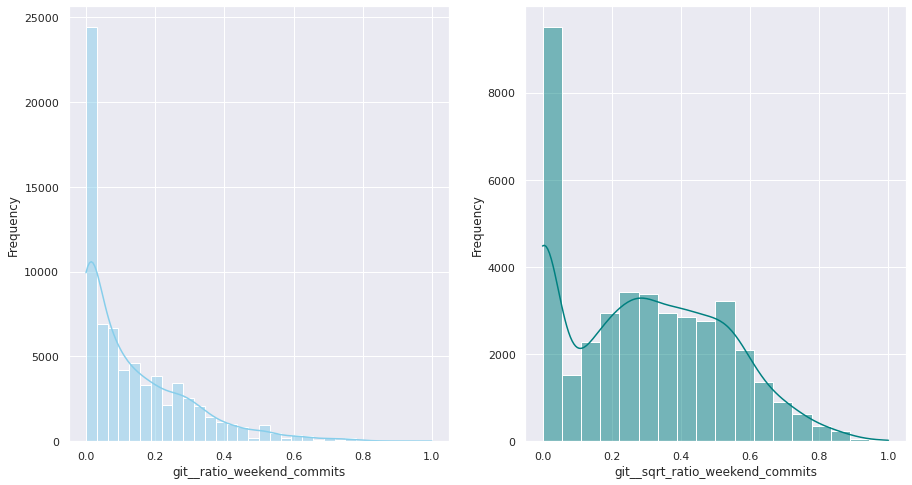 25000
20000
15000
10000
5000
0
Frequency
0.0 0.2 0.4 0.6 0.8 1.0
git__ratio_weekend_commits
8000
6000
4000
2000
0
Frequency
0.0 0.2 0.4 0.6 0.8 1.0
git__sqrt_ratio_weekend_commits